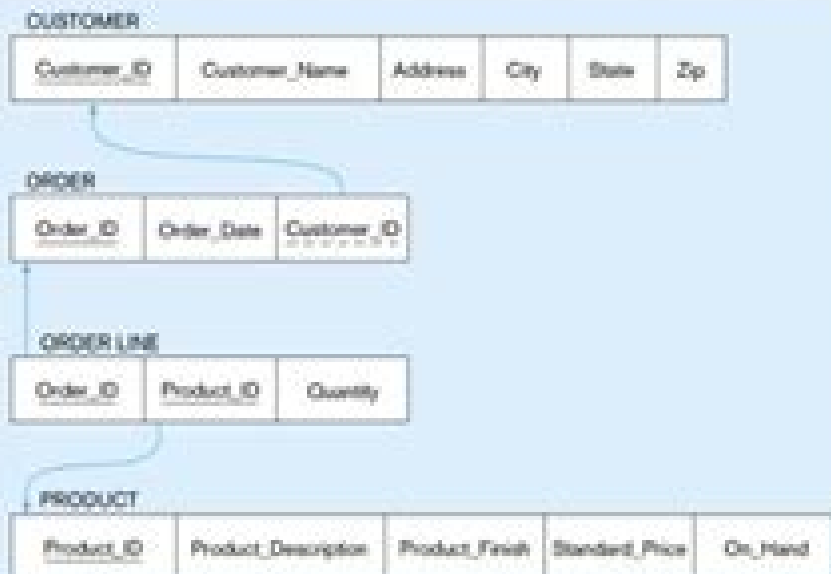 CUSTOMER
Customer_ID Customer_Name Address City State Zip
ORDER
Order_ID Order_Date Customer_ID
ORDER LINE
Order_ID Product_ID Quantity
PRODUCT
Product_ID Product_Description Product_Finish Standard_Price On_Hand